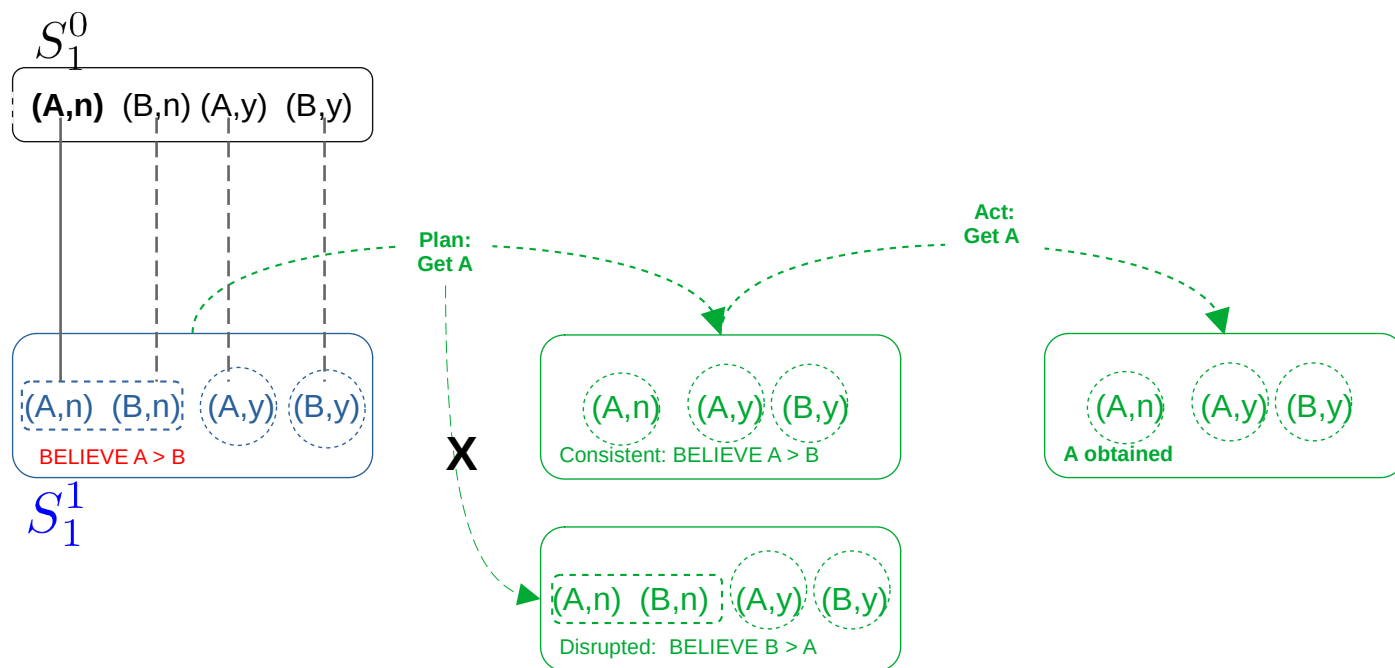 S_1^0
(A,n) (B,n) (A,y) (B,y)
Act:
Get A
Plan:
Get A
(A,n) (B,n) (A,y) (B,y)
BELIEVE A > B
S_1^1
(A,n) (A,y) (B,y)
Consistent: BELIEVE A > B
(A,n) (A,y) (B,y)
A obtained
X
(A,n) (B,n) (A,y) (B,y)
Disrupted: BELIEVE B > A